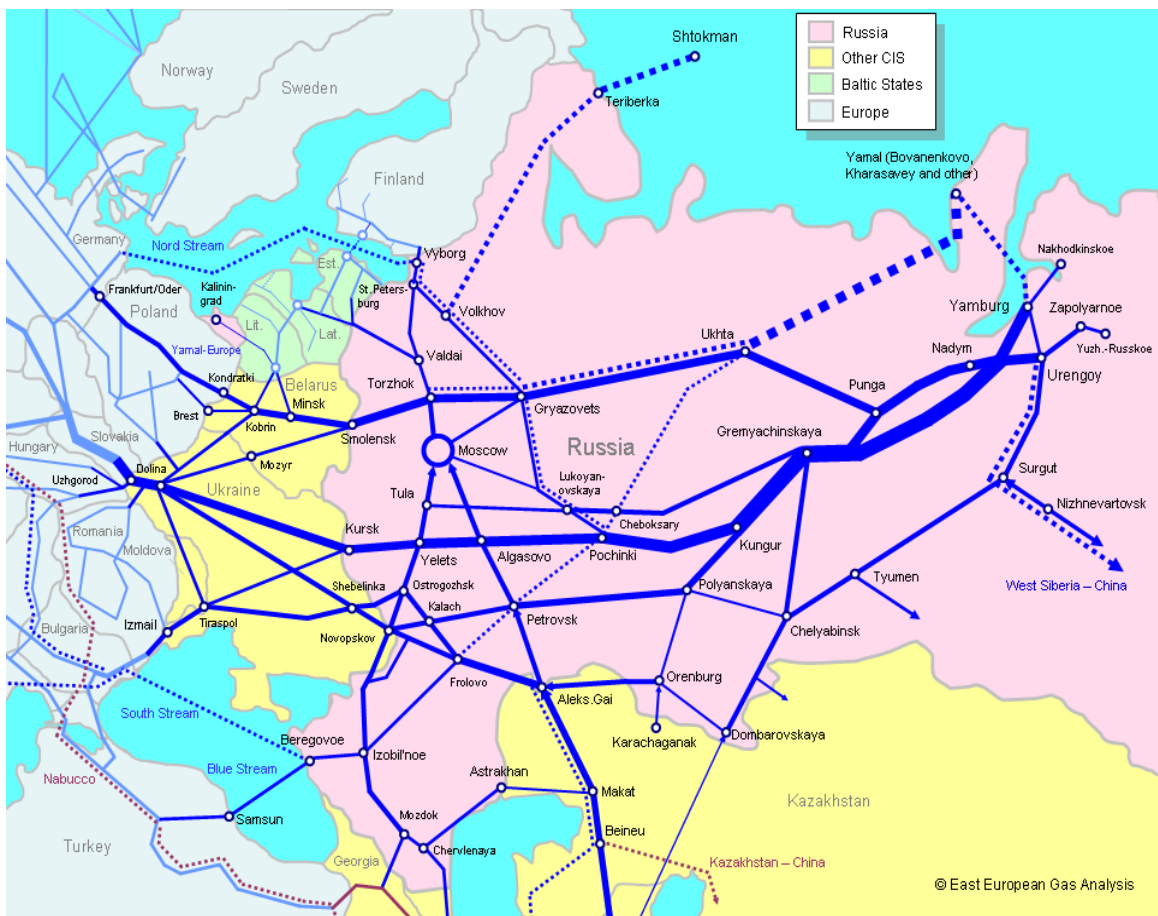 Shtokman
Russia
Other CIS
Baltic States
Europe
Norway
Sweden
Teriberka
Yamal (Bovanenkovo,
Kharasavey and other)
Finland
Germany
Nord Stream
Vyborg
Nakhodkinskoe
Est.
Frankfurt/Oder
Kalinin-
grad
St.Peters-
burg
Volkhov
Yamburg
Zapolyarnoe
Poland
Lit.
Lat.
Ukhta
Yuzh.-Russkoe
Yamal-Europe
Valdai
Nadym
Urengoy
Kondratki
Belarus
Torzhok
Punga
Brest
Minsk
Kobrin
Smolensk
Gryazovets
Gremyachinskaya
Slovakia
Hungary
Moscow
Russia
Dolina
Mozyr
Uzhgorod
Lukoyan-
ovskaya
Surgut
Ukraine
Tula
Cheboksary
Nizhnevartovsk
Romania
Kursk
Moldova
Yelets
Algasovo
Pochinki
Kungur
Ostrogozhsk
Shebelinka
Polyanskaya
Tyumen
West Siberia – China
Kalach
Izmail
Tiraspol
Petrovsk
Chelyabinsk
Bulgaria
Novopskov
Frolovo
Orenburg
Aleks.Gai
South Stream
Karachaganak
Dombarovskaya
Beregovoe
Izobil'noe
Blue Stream
Astrakhan
Nabucco
Makat
Kazakhstan
Samsun
Mozdok
Beineu
Turkey
Chervlenaya
Georgia
Kazakhstan – China
© East European Gas Analysis